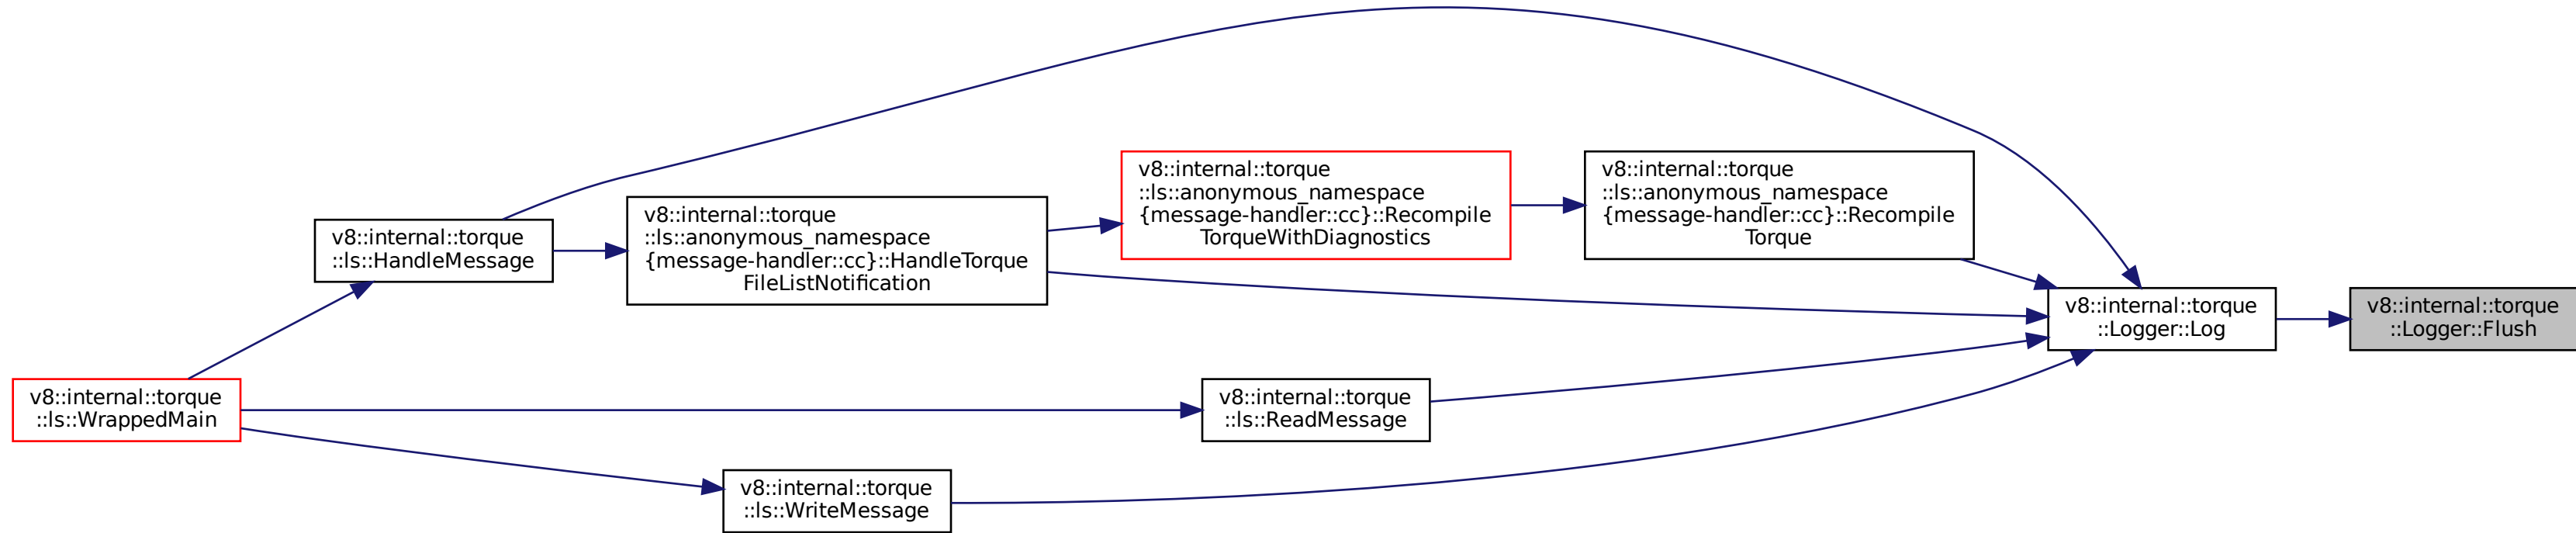 v8::internal::torque
::ls::anonymous_namespace
{message-handler::cc}::Recompile
TorqueWithDiagnostics
v8::internal::torque
::ls::anonymous_namespace
{message-handler::cc}::Recompile
Torque
v8::internal::torque
::ls::anonymous_namespace
{message-handler::cc}::HandleTorque
FileListNotification
v8::internal::torque
::ls::HandleMessage
v8::internal::torque
::Logger::Log
v8::internal::torque
::Logger::Flush
v8::internal::torque
::ls::WrappedMain
v8::internal::torque
::ls::ReadMessage
v8::internal::torque
::ls::WriteMessage